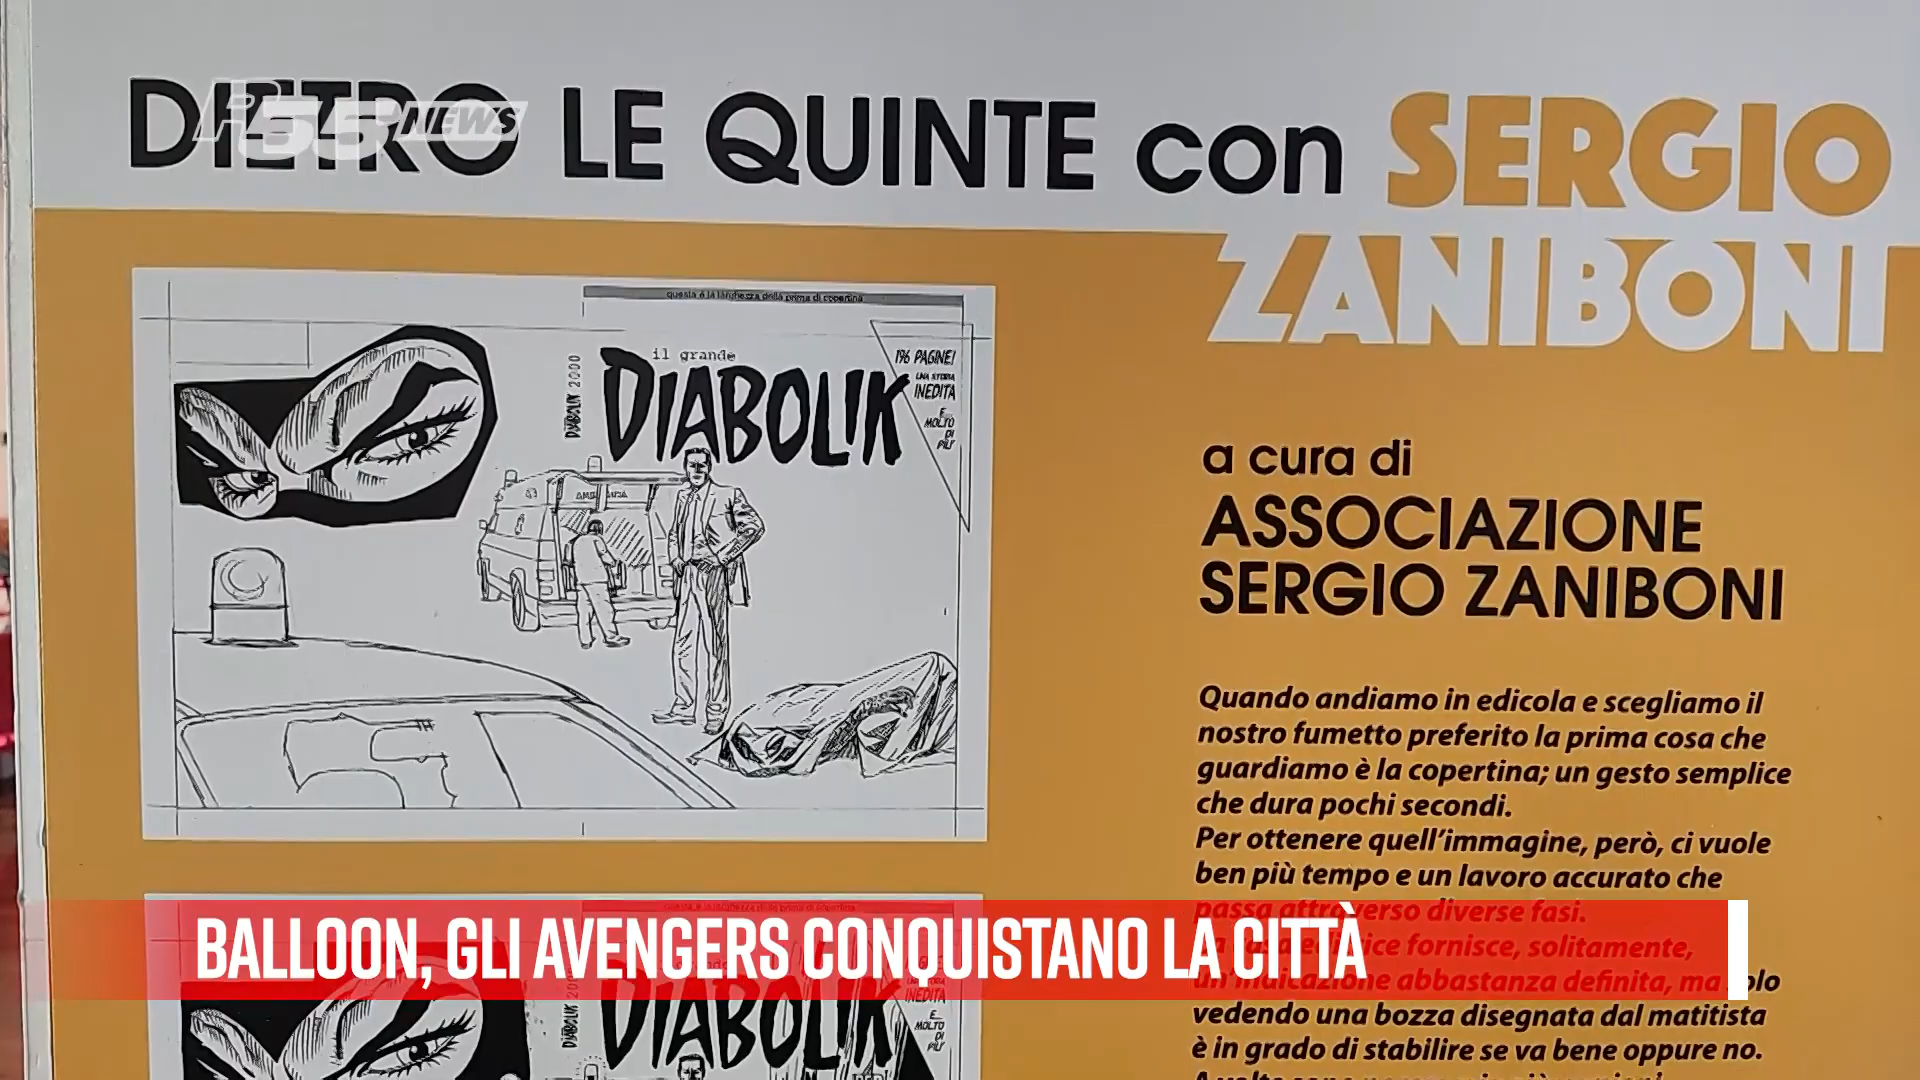 DIETRO LE QUINTE con SERGIO
55 NEWS
ZANIBONI
questa è la larghezza della prima di copertina
il grande
DIABOLIK
DIABOLIK 2000
196 PAGINE!
UNA STORIA
INEDITA
E...
MOLTO
DI
PIÙ!
a cura di
ASSOCIAZIONE
SERGIO ZANIBONI
Quando andiamo in edicola e scegliamo il
nostro fumetto preferito la prima cosa che
guardiamo è la copertina; un gesto semplice
che dura pochi secondi.
Per ottenere quell'immagine, però, ci vuole
ben più tempo e un lavoro accurato che
passa attraverso diverse fasi.
fornisce, solitamente,
un'indicazione abbastanza definita, ma solo
vedendo una bozza disegnata dal matitista
è in grado di stabilire se va bene oppure no.
BALLOON, GLI AVENGERS CONQUISTANO LA CITTÀ
DIABOLIK
INEDITA
E...
MOLTO
DI
PIÙ!